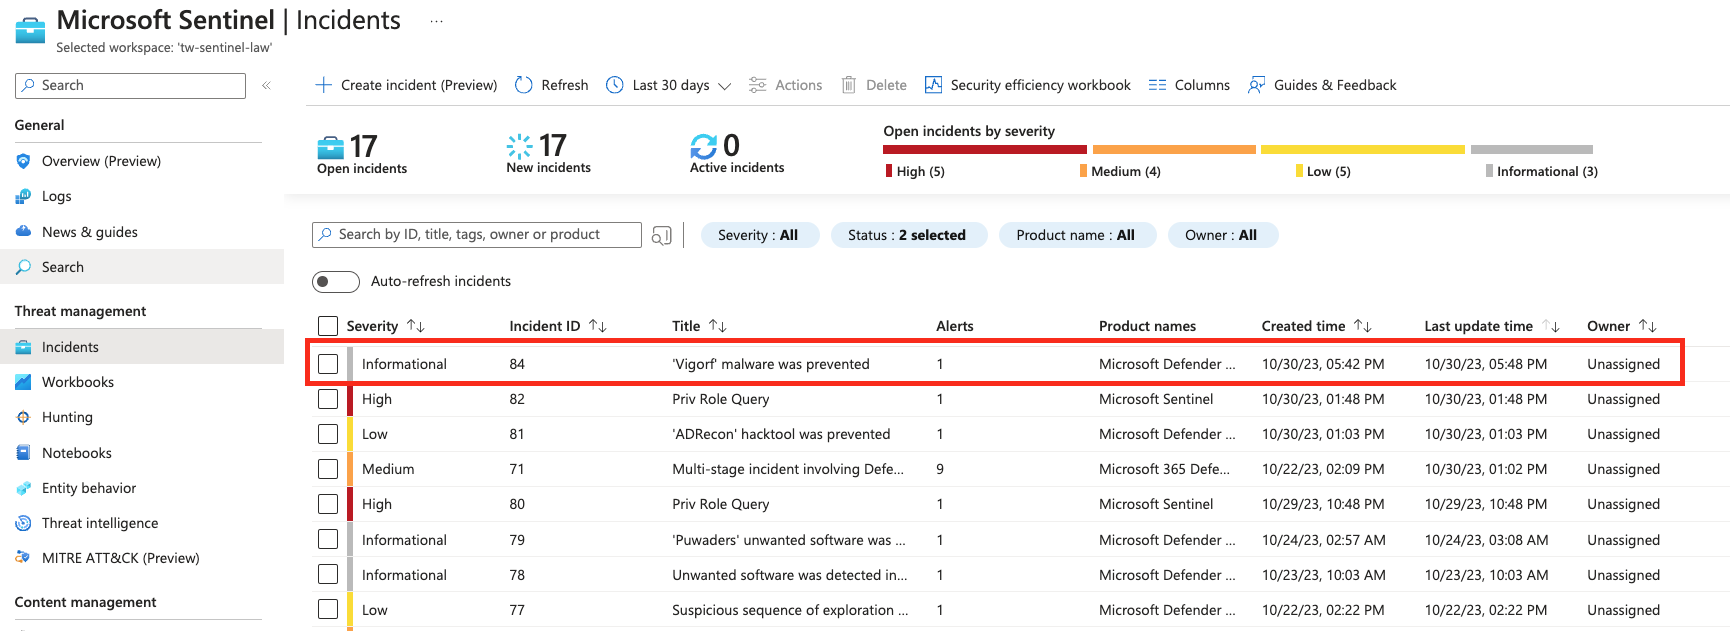 Microsoft Sentinel | Incidents ...
Selected workspace: 'tw-sentinel-law'
Search «
General
Overview (Preview)
Logs
News & guides
Search
Threat management
Incidents
Workbooks
Hunting
Notebooks
Entity behavior
Threat intelligence
MITRE ATT&CK (Preview)
Content management
Create incident (Preview) Refresh Last 30 days Actions Delete Security efficiency workbook Columns Guides & Feedback
17 Open incidents
17 New incidents
0 Active incidents
Open incidents by severity
High (5) Medium (4) Low (5) Informational (3)
Search by ID, title, tags, owner or product Severity : All Status : 2 selected Product name : All Owner : All
Auto-refresh incidents
Severity Incident ID Title Alerts Product names Created time Last update time Owner
Informational 84 'Vigorf' malware was prevented 1 Microsoft Defender ... 10/30/23, 05:42 PM 10/30/23, 05:48 PM Unassigned
High 82 Priv Role Query 1 Microsoft Sentinel 10/30/23, 01:48 PM 10/30/23, 01:48 PM Unassigned
Low 81 'ADRecon' hacktool was prevented 1 Microsoft Defender ... 10/30/23, 01:03 PM 10/30/23, 01:03 PM Unassigned
Medium 71 Multi-stage incident involving Defe... 9 Microsoft 365 Defe... 10/22/23, 02:09 PM 10/30/23, 01:02 PM Unassigned
High 80 Priv Role Query 1 Microsoft Sentinel 10/29/23, 10:48 PM 10/29/23, 10:48 PM Unassigned
Informational 79 'Puwaders' unwanted software was ... 1 Microsoft Defender ... 10/24/23, 02:57 AM 10/24/23, 03:08 AM Unassigned
Informational 78 Unwanted software was detected in... 1 Microsoft Defender ... 10/23/23, 10:03 AM 10/23/23, 10:03 AM Unassigned
Low 77 Suspicious sequence of exploration ... 1 Microsoft Defender ... 10/22/23, 02:22 PM 10/22/23, 02:22 PM Unassigned